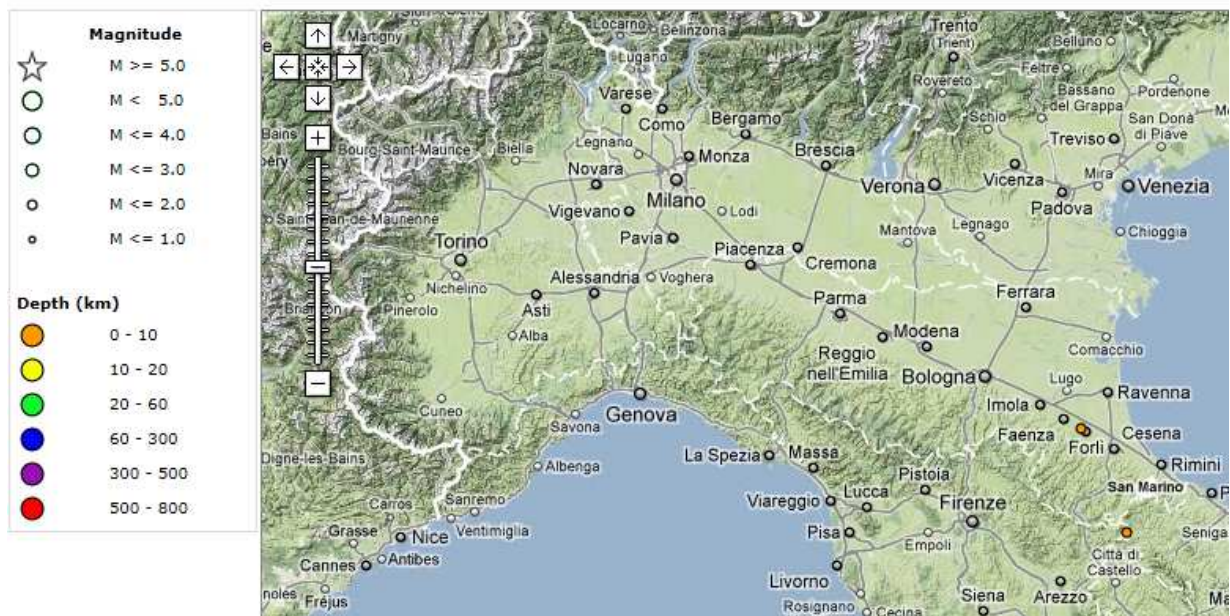 Magnitude
M >= 5.0
M < 5.0
M <= 4.0
M <= 3.0
M <= 2.0
M <= 1.0
Depth (km)
0 - 10
10 - 20
20 - 60
60 - 300
300 - 500
500 - 800
Martigny
Locarno
Bellinzona
Lugano
Trento
(Trient)
Belluno
Rovereto
Feltre
Bassano
del Grappa
Pordenone
San Donà
di Piave
Varese
Como
Bergamo
Schio
Treviso
Bourg-Saint-Maurice
Biella
Legnano
Monza
Brescia
Novara
Milano
Verona
Vicenza
Mira
Venezia
Padova
Vigevano
Lodi
Legnago
Mantova
Chioggia
Torino
Pavia
Piacenza
Cremona
Nichelino
Voghera
Alessandria
Pinerolo
Asti
Parma
Ferrara
Alba
Modena
Comacchio
Reggio
nell'Emilia
Bologna
Lugo
Ravenna
Cuneo
Genova
Imola
Savona
Faenza
Forlì
Cesena
Digne-les-Bains
Albenga
La Spezia
Massa
Rimini
Pistoia
San Marino
Carros
Sanremo
Viareggio
Lucca
Firenze
Grasse
Ventimiglia
Nice
Pisa
Empoli
Seniga
Antibes
Cannes
Città di
Castello
Livorno
Fréjus
Siena
Arezzo
Rosignano
Cecina